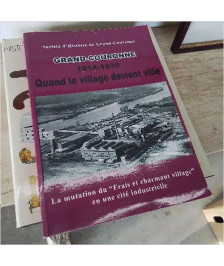 Société d'Histoire de Grand-Couronne
GRAND-COURONNE
1914-1939
Quand le village devient ville
La mutation du "Frais et charmant village"
en une cité industrielle